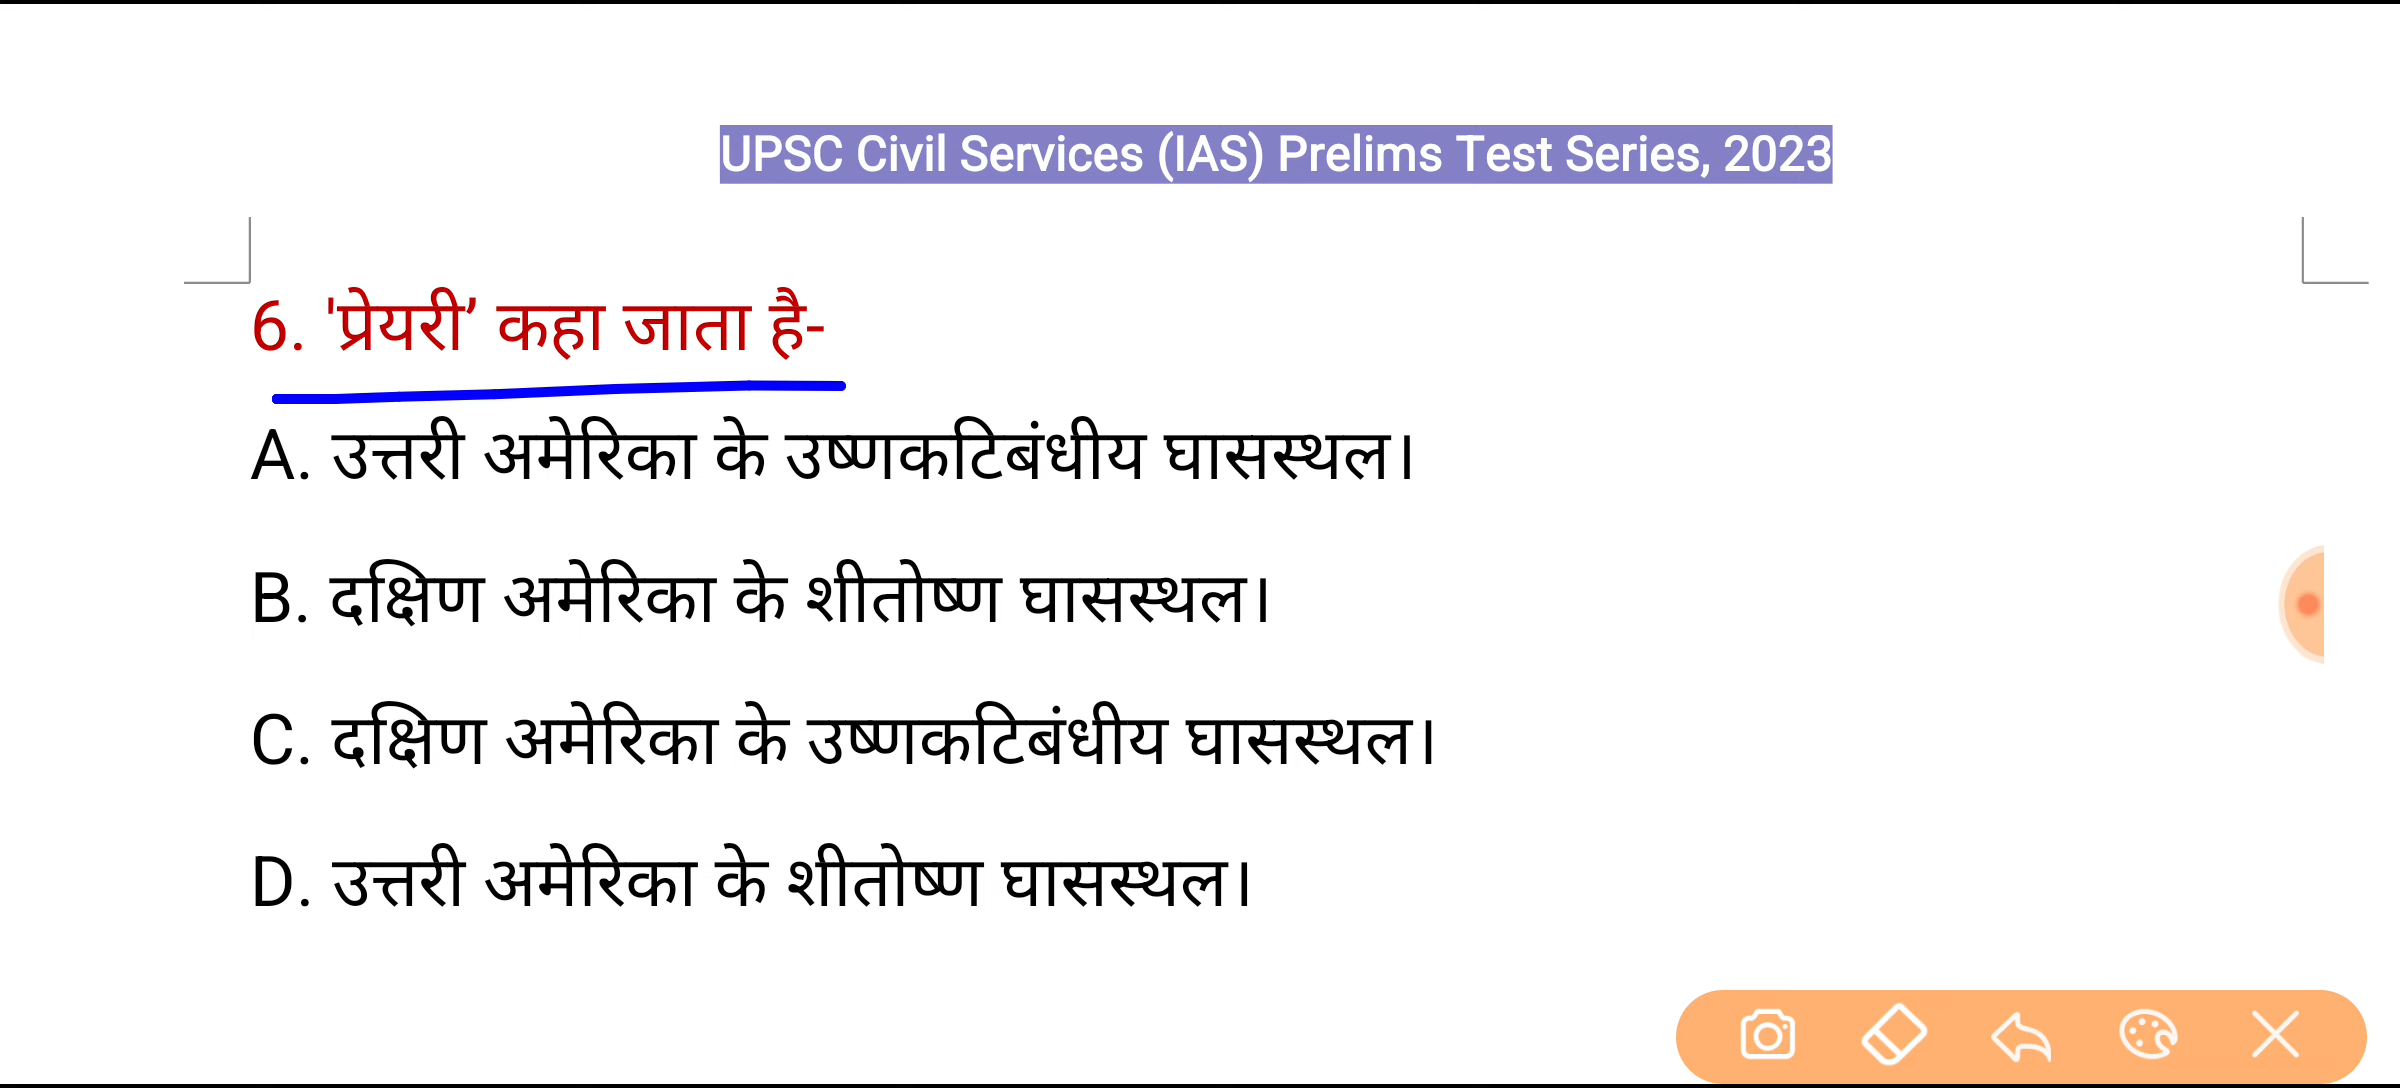 UPSC Civil Services (IAS) Prelims Test Series, 2023
6. 'प्रेयरी’ कहा जाता है-
A. उत्तरी अमेरिका के उष्णकटिबंधीय घासस्थल।
B. दक्षिण अमेरिका के शीतोष्ण घासस्थल।
C. दक्षिण अमेरिका के उष्णकटिबंधीय घासस्थल।
D. उत्तरी अमेरिका के शीतोष्ण घासस्थल।